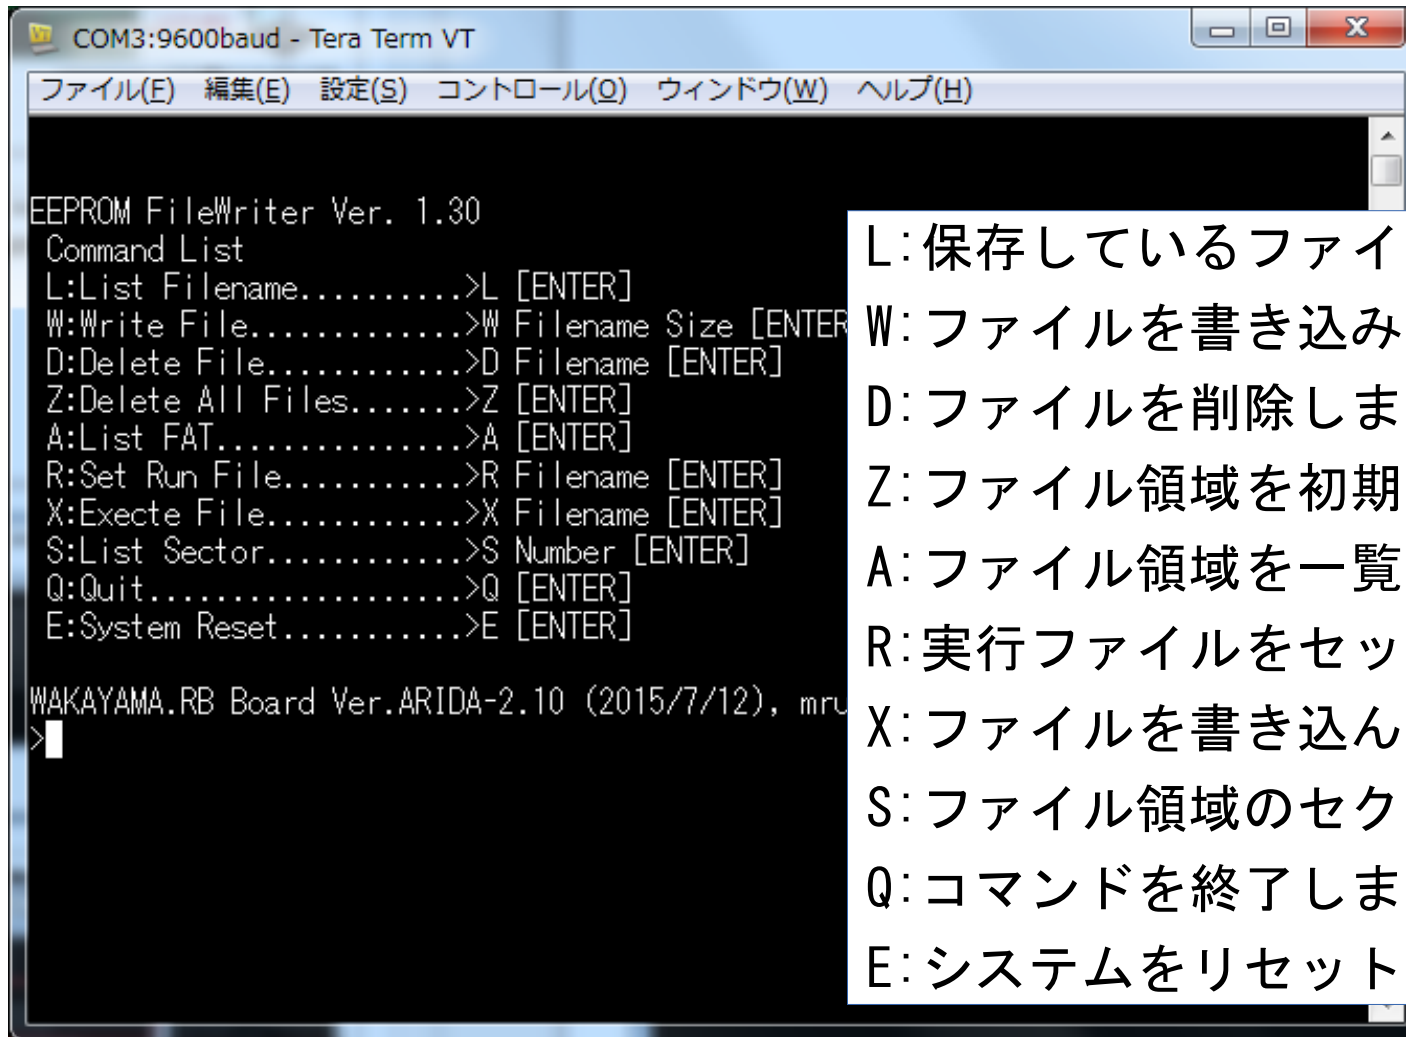 COM3:9600baud - Tera Term VT
ファイル(F) 編集(E) 設定(S) コントロール(O) ウィンドウ(W) ヘルプ(H)
EEPROM FileWriter Ver. 1.30
Command List
L:List Filename..........>L [ENTER]
W:Write File.............>W Filename Size [ENTER
D:Delete File............>D Filename [ENTER]
Z:Delete All Files.......>Z [ENTER]
A:List FAT...............>A [ENTER]
R:Set Run File...........>R Filename [ENTER]
X:Execte File............>X Filename [ENTER]
S:List Sector............>S Number [ENTER]
Q:Quit...................>Q [ENTER]
E:System Reset...........>E [ENTER]
WAKAYAMA.RB Board Ver.ARIDA-2.10 (2015/7/12), mru
>
L:保存しているファイ
W:ファイルを書き込み
D:ファイルを削除しま
Z:ファイル領域を初期
A:ファイル領域を一覧
R:実行ファイルをセッ
X:ファイルを書き込ん
S:ファイル領域のセク
Q:コマンドを終了しま
E:システムをリセット